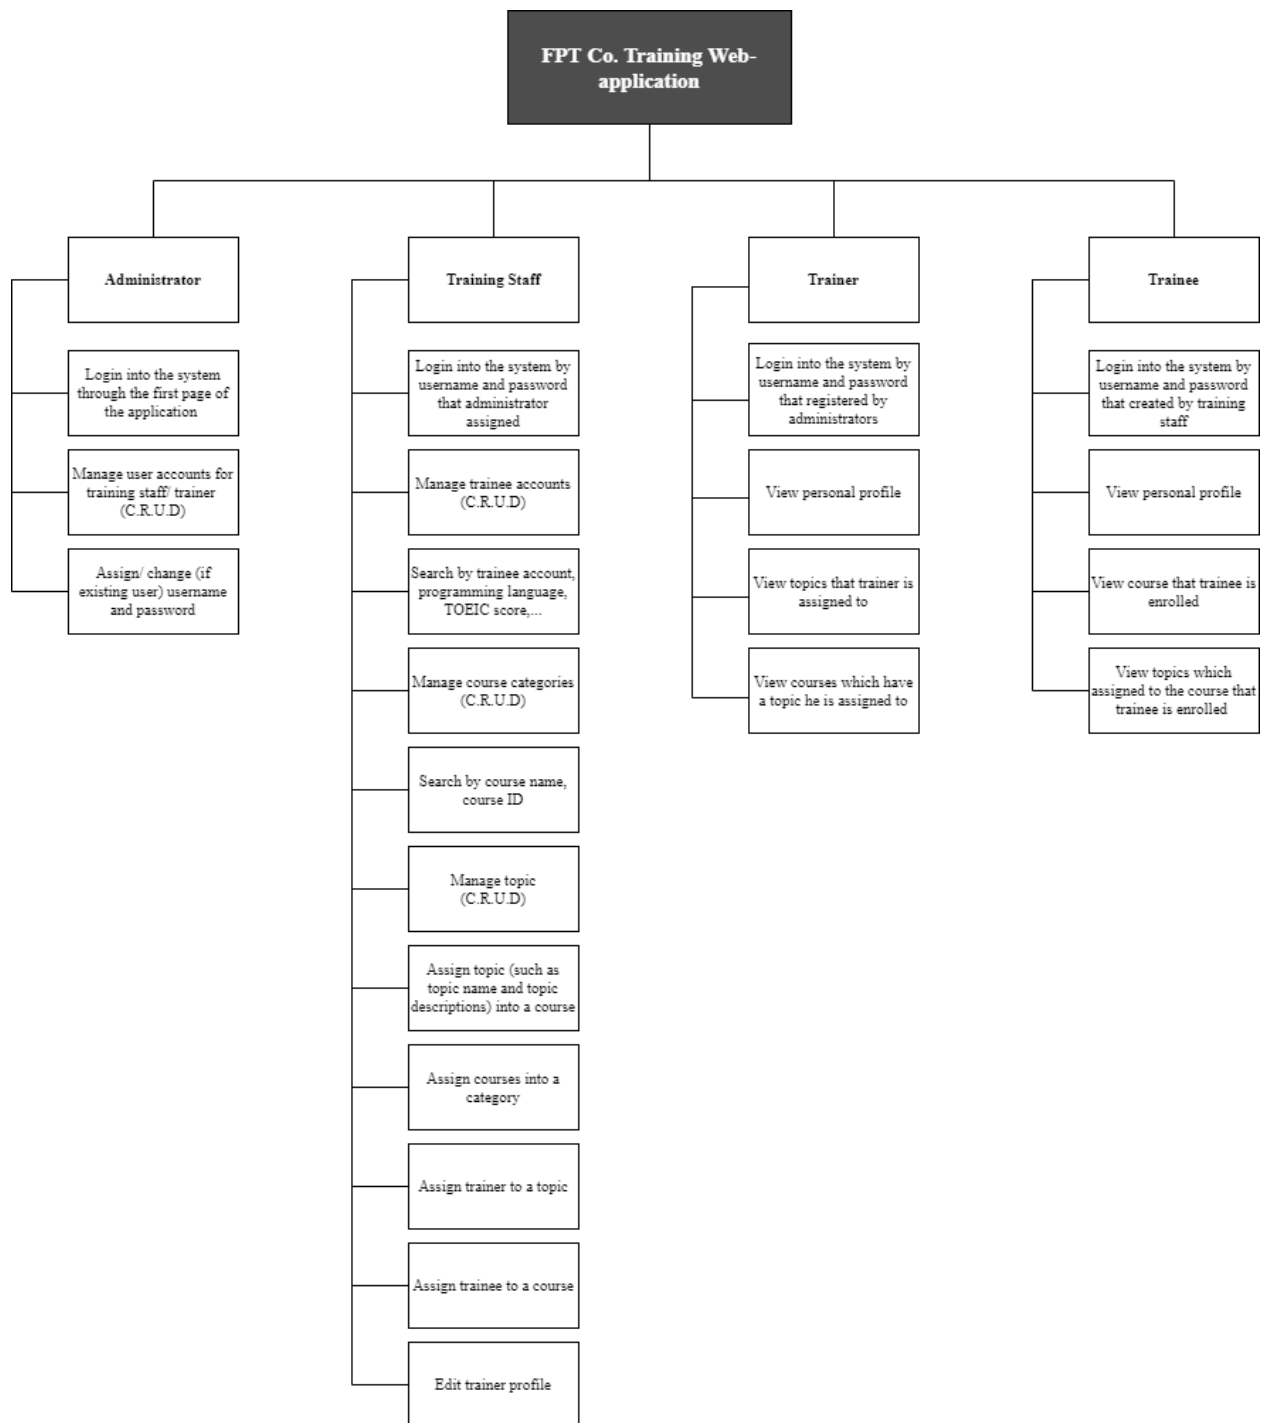 FPT Co. Training Web-
application
Administrator
Login into the system
through the first page of
the application
Manage user accounts for
training staff/ trainer
(C.R.U.D)
Assign/ change (if
existing user) username
and password
Training Staff
Login into the system by
username and password
that administrator
assigned
Manage trainee accounts
(C.R.U.D)
Search by trainee account,
programming language,
TOEIC score,...
Manage course categories
(C.R.U.D)
Search by course name,
course ID
Manage topic
(C.R.U.D)
Assign topic (such as
topic name and topic
descriptions) into a course
Assign courses into a
category
Assign trainer to a topic
Assign trainee to a course
Edit trainer profile
Trainer
Login into the system by
username and password
that registered by
administrators
View personal profile
View topics that trainer is
assigned to
View courses which have
a topic he is assigned to
Trainee
Login into the system by
username and password
that created by training
staff
View personal profile
View course that trainee is
enrolled
View topics which
assigned to the course that
trainee is enrolled